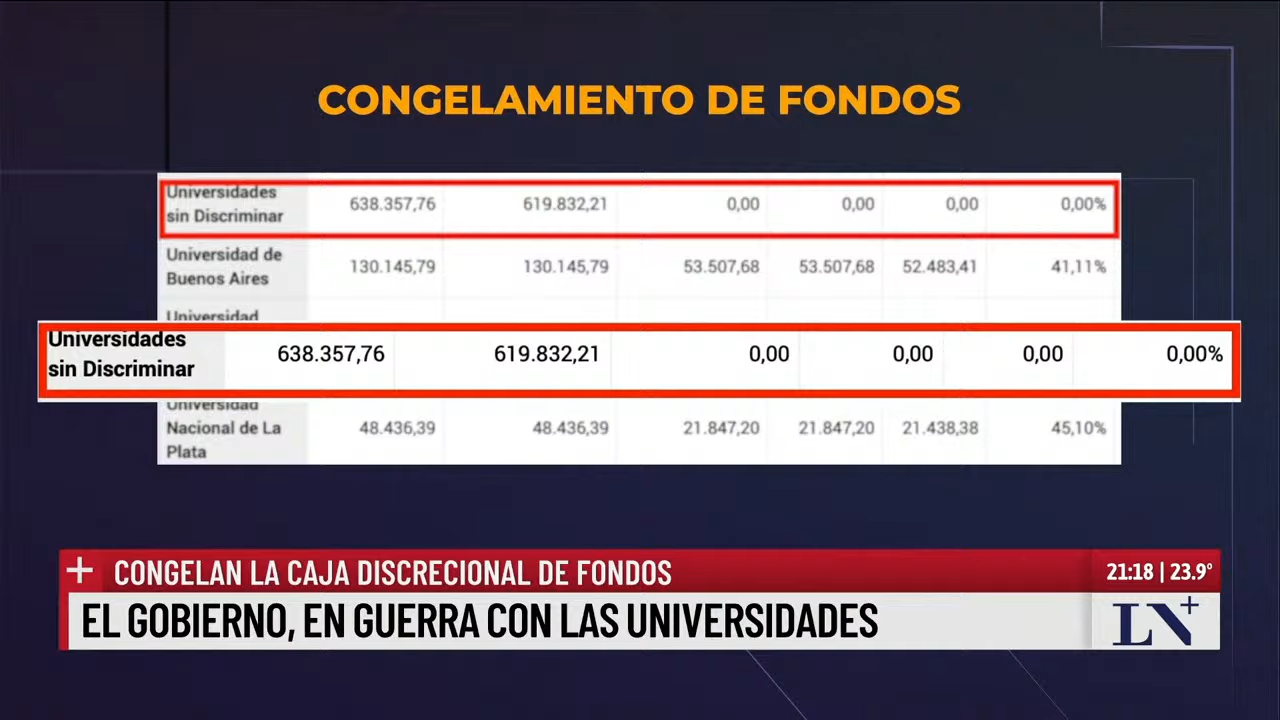 CONGELAMIENTO DE FONDOS
Universidades
sin Discriminar 638.357,76 619.832,21 0,00 0,00 0,00 0,00%
Universidad de
Buenos Aires 130.145,79 130.145,79 53.507,68 53.507,68 52.483,41 41,11%
Universidad
Universidades
sin Discriminar 638.357,76 619.832,21 0,00 0,00 0,00 0,00%
Universidad
Nacional de La 48.436,39 48.436,39 21.847,20 21.847,20 21.438,38 45,10%
Plata
+ CONGELAN LA CAJA DISCRECIONAL DE FONDOS
21:18 | 23.9°
EL GOBIERNO, EN GUERRA CON LAS UNIVERSIDADES
LN+